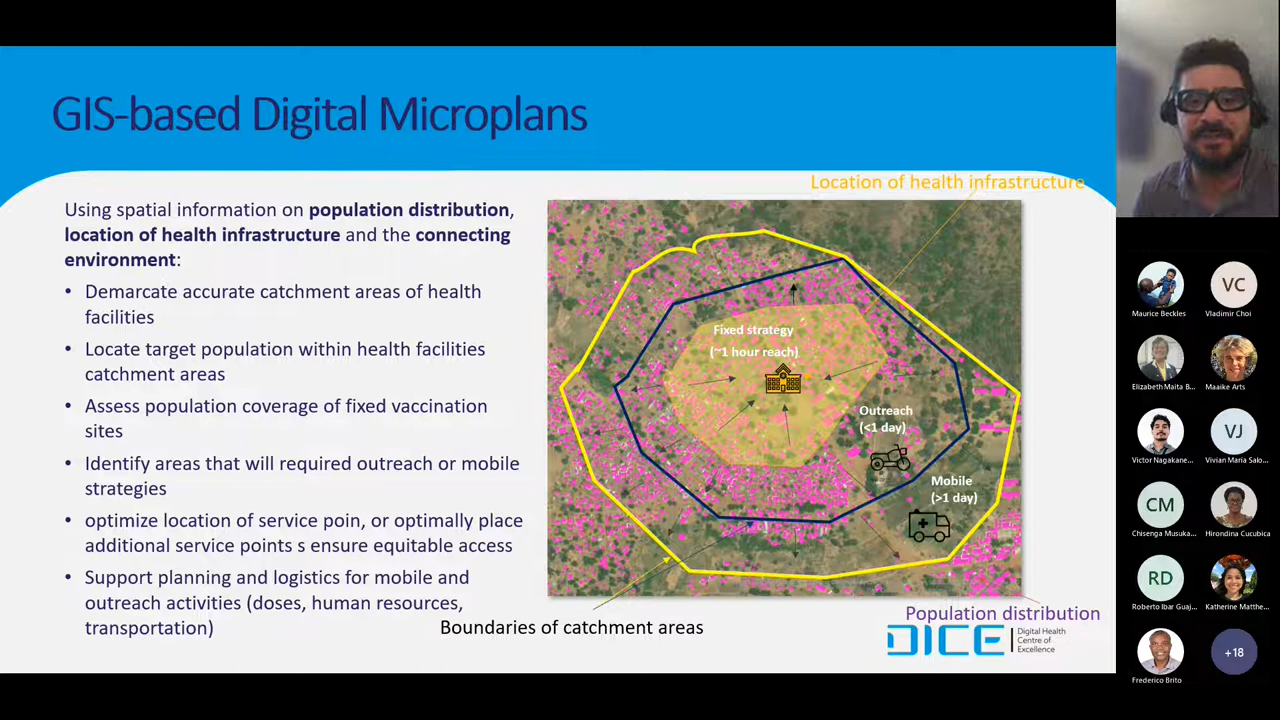 GIS-based Digital Microplans
Using spatial information on population distribution,
location of health infrastructure and the connecting
environment:
• Demarcate accurate catchment areas of health
facilities
• Locate target population within health facilities
catchment areas
• Assess population coverage of fixed vaccination
sites
• Identify areas that will required outreach or mobile
strategies
• optimize location of service poin, or optimally place
additional service points s ensure equitable access
• Support planning and logistics for mobile and
outreach activities (doses, human resources,
transportation)
Location of health infrastructure
Fixed strategy
(~1 hour reach)
Outreach
(<1 day)
Mobile
(>1 day)
Boundaries of catchment areas
Population distribution
DICE
Digital Health
Centre of
Excellence
Maurice Beckles
VC
Vladimir Choi
Elizabeth Maita B...
Maaike Arts
Victor Nagakane...
VJ
Vivian Maria Salo...
CM
Chisenga Musuka...
Hirondina Cucubica
RD
Roberto Ibar Guaj...
Katherine Matthe...
Frederico Brito
+18